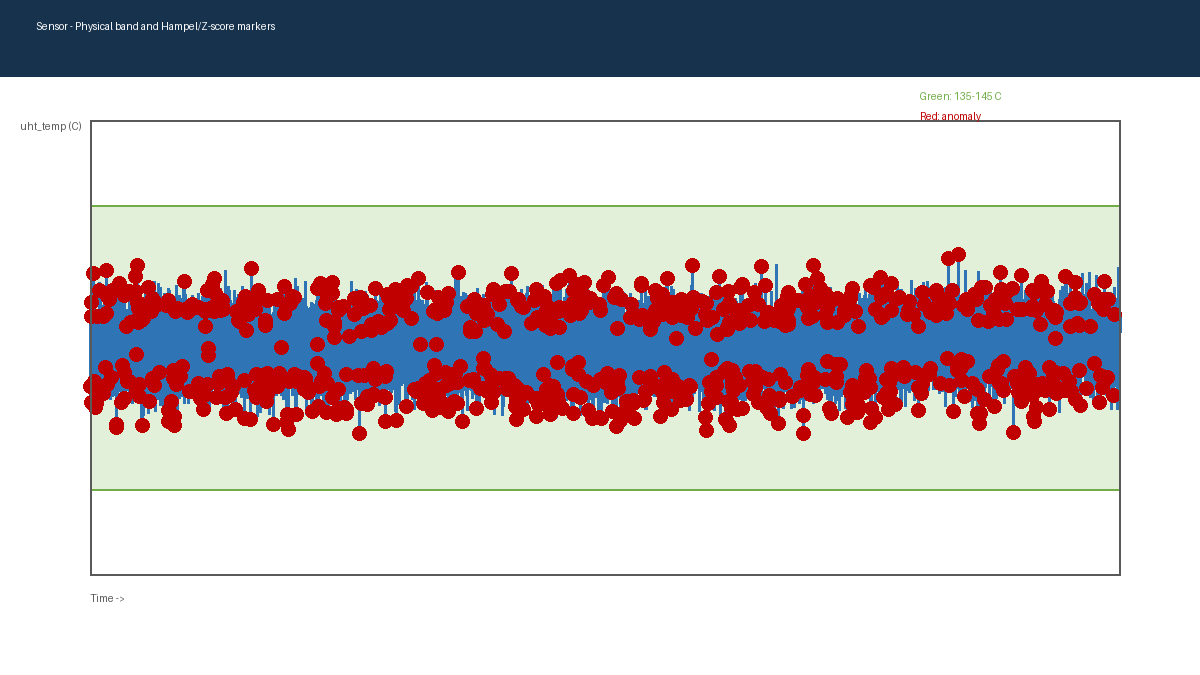 Sensor - Physical band and Hampel/Z-score markers
Green: 135-145 C
Red: anomaly
uht_temp (C)
Time ->